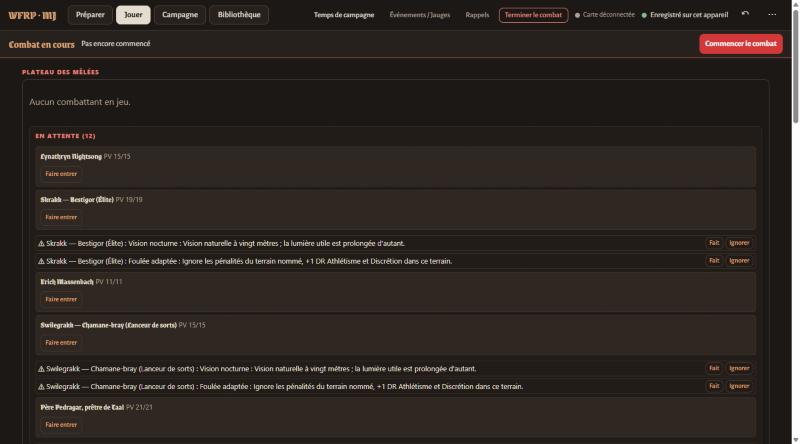 WFRP · MJ
Préparer
Jouer
Campagne
Bibliothèque
Temps de campagne
Événements/Jauges
Rappels
Terminer le combat
Carte déconnectée
Enregistré sur cet appareil
Combat en cours Pas encore commencé
Commencer le combat
PLATEAU DES MÊLÉES
Aucun combattant en jeu.
EN ATTENTE (12)
Lynathryn Nightsong PV 15/15
Faire entrer
Skrakk — Bestigor (Élite) PV 19/19
Faire entrer
⚠ Skrakk — Bestigor (Élite) : Vision nocturne : Vision naturelle à vingt mètres ; la lumière utile est prolongée d'autant. Fait Ignorer
⚠ Skrakk — Bestigor (Élite) : Foulée adaptée : Ignore les pénalités du terrain nommé, +1 DR Athlétisme et Discrétion dans ce terrain. Fait Ignorer
Erich Massenbach PV 11/11
Faire entrer
Swilegrakk — Chamane-bray (Lanceur de sorts) PV 15/15
Faire entrer
⚠ Swilegrakk — Chamane-bray (Lanceur de sorts) : Vision nocturne : Vision naturelle à vingt mètres ; la lumière utile est prolongée d'autant. Fait Ignorer
⚠ Swilegrakk — Chamane-bray (Lanceur de sorts) : Foulée adaptée : Ignore les pénalités du terrain nommé, +1 DR Athlétisme et Discrétion dans ce terrain. Fait Ignorer
Père Pedragar, prêtre de Taal PV 21/21
Faire entrer